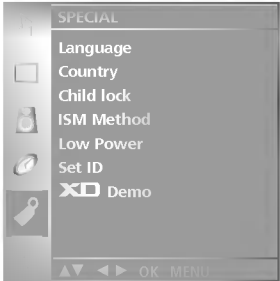 SPECIAL
Language
Country
Child lock
ISM Method
Low Power
Set ID
XD Demo
▲▼ ◄► OK MENU